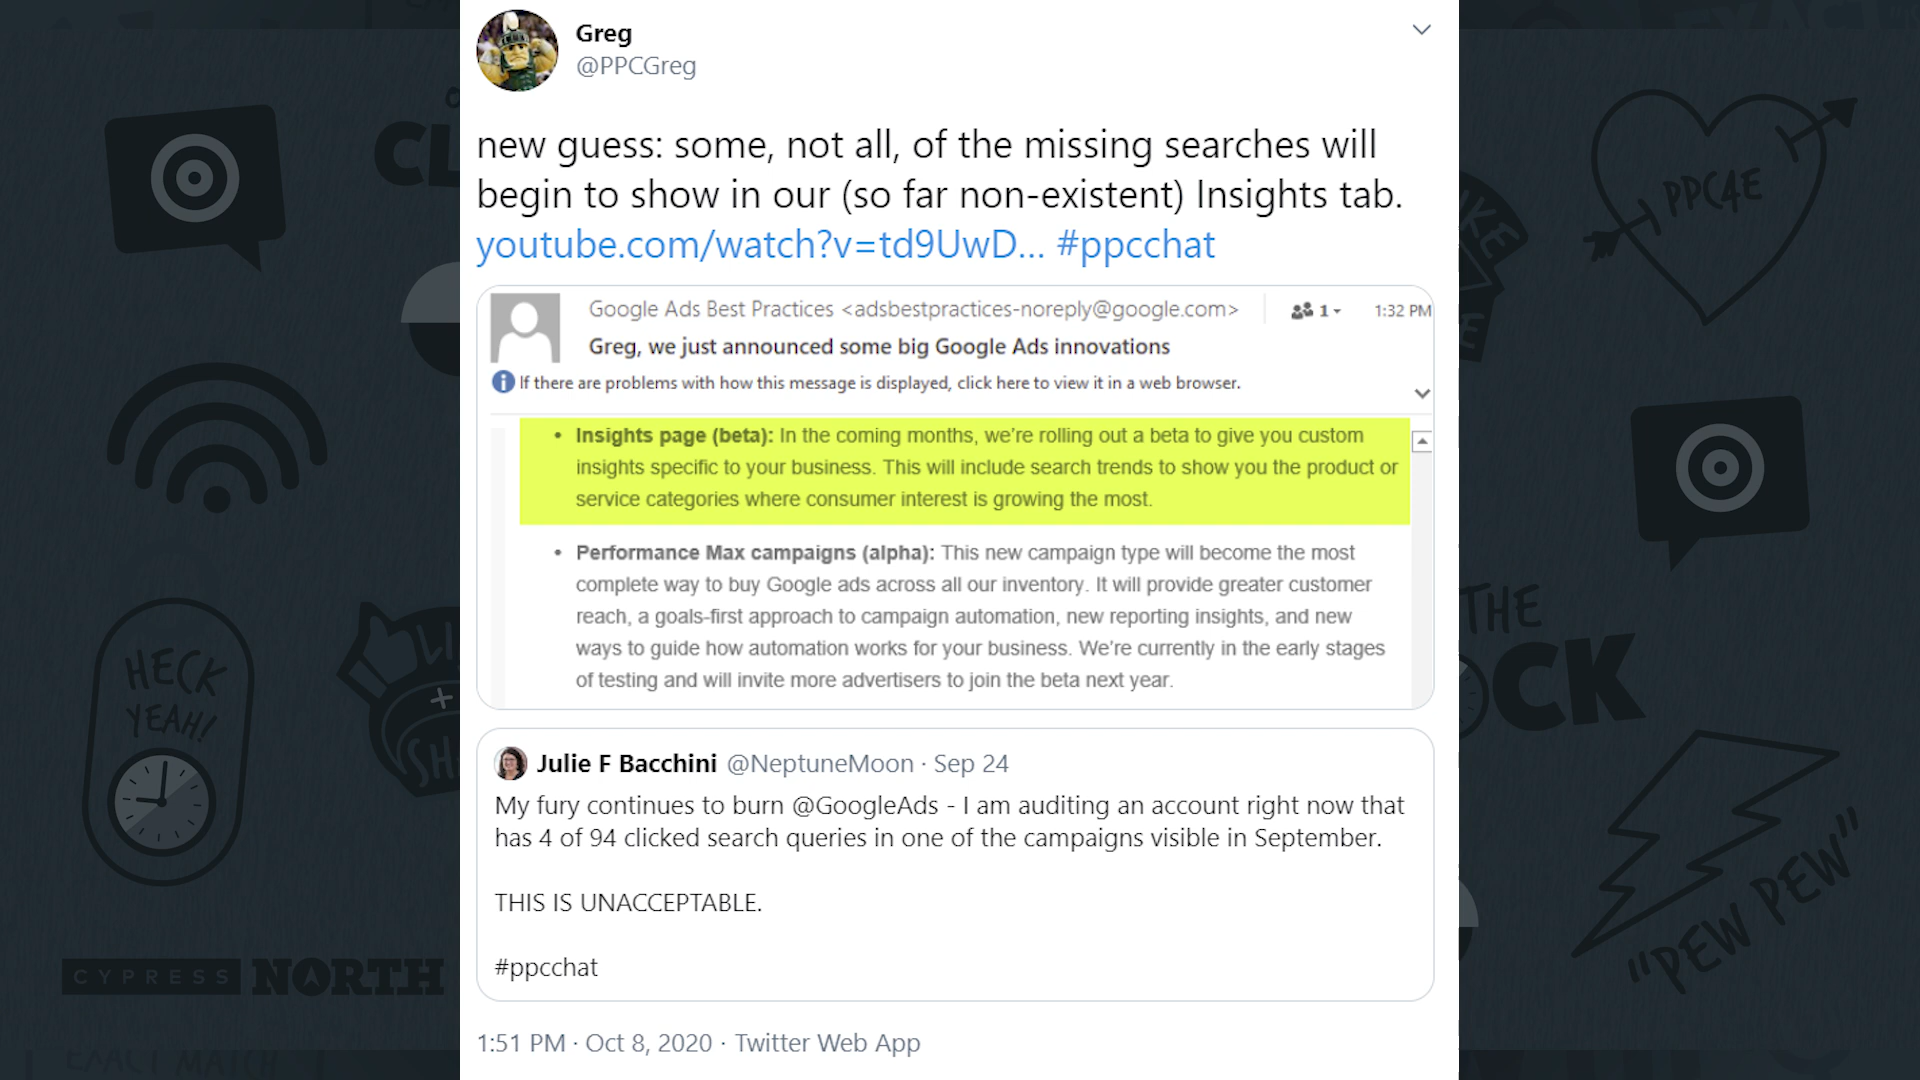 Greg
@PPCGreg
new guess: some, not all, of the missing searches will
begin to show in our (so far non-existent) Insights tab.
youtube.com/watch?v=td9UwD... #ppcchat
Google Ads Best Practices <adsbestpractices-noreply@google.com>
1
1:32 PM
Greg, we just announced some big Google Ads innovations
If there are problems with how this message is displayed, click here to view it in a web browser.
• Insights page (beta): In the coming months, we're rolling out a beta to give you custom
insights specific to your business. This will include search trends to show you the product or
service categories where consumer interest is growing the most.
• Performance Max campaigns (alpha): This new campaign type will become the most
complete way to buy Google ads across all our inventory. It will provide greater customer
reach, a goals-first approach to campaign automation, new reporting insights, and new
ways to guide how automation works for your business. We're currently in the early stages
of testing and will invite more advertisers to join the beta next year.
Julie F Bacchini @NeptuneMoon · Sep 24
My fury continues to burn @GoogleAds - I am auditing an account right now that
has 4 of 94 clicked search queries in one of the campaigns visible in September.
THIS IS UNACCEPTABLE.
#ppcchat
1:51 PM · Oct 8, 2020 · Twitter Web App
CL
HECK
YEAH!
LI
SH
CYPRESS NORTH
EXACT MATCH
PPC4E
IKE
THE
OCK
"PEW PEW"